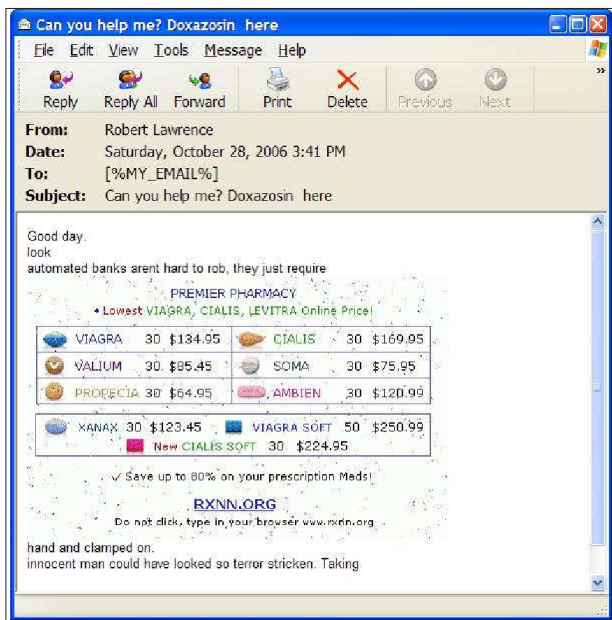 Can you help me? Doxazosin here
File Edit View Tools Message Help
Reply Reply All Forward Print Delete Previous Next »
From: Robert Lawrence
Date: Saturday, October 28, 2006 3:41 PM
To: [%MY_EMAIL%]
Subject: Can you help me? Doxazosin here
Good day.
look
automated banks arent hard to rob, they just require
PREMIER PHARMACY
Lowest VIAGRA, CIALIS, LEVITRA Online Price!
VIAGRA 30 $134.95 CIALIS 30 $169.95
VALIUM 30 $85.45 SOMA 30 $75.95
PROPECIA 30 $64.95 AMBIEN 30 $120.99
XANAX 30 $123.45 VIAGRA SOFT 50 $250.99
New CIALIS SOFT 30 $224.95
Save up to 80% on your prescription Meds!
RXNN.ORG
Do not click, type in your browser www.rxnn.org
hand and clamped on.
innocent man could have looked so terror stricken. Taking